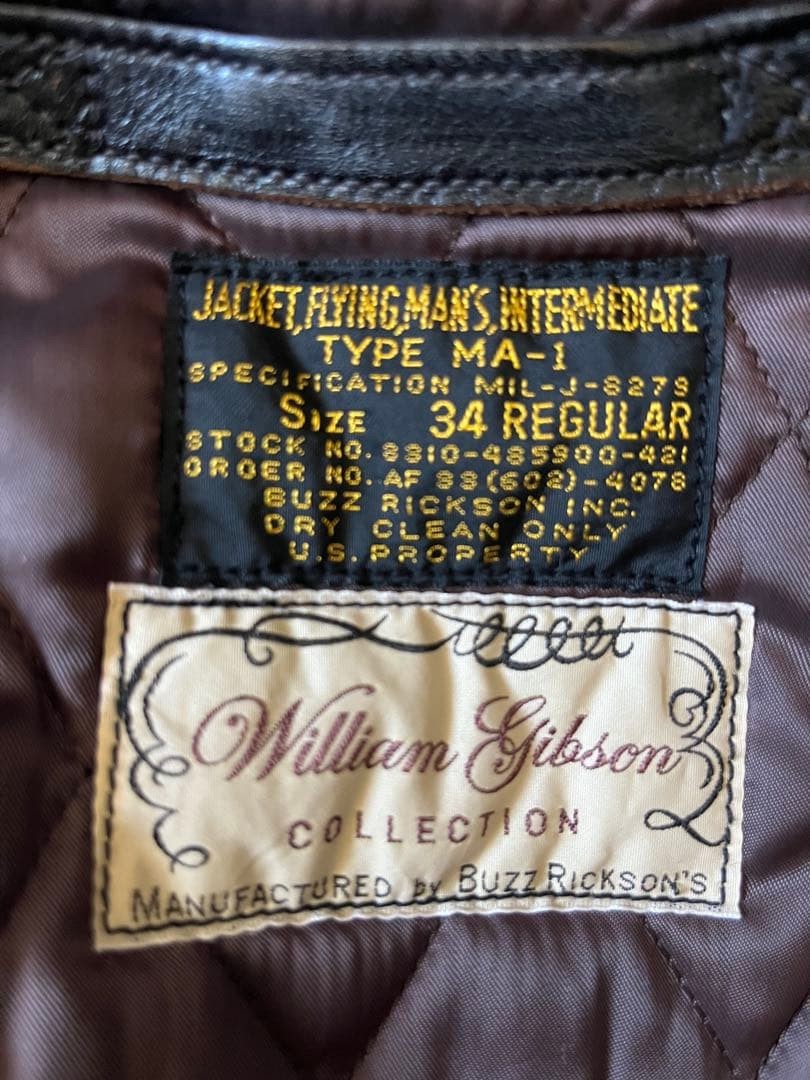 JACKET, FLYING, MAN'S, INTERMEDIATE
TYPE MA-1
SPECIFICATION MIL-J-8279
SIZE 34 REGULAR
STOCK NO. 8810-485900-421
ORDER NO. AF 33(602)-4078
BUZZ RICKSON INC.
DRY CLEAN ONLY
U.S. PROPERTY
William Gibson
COLLECTION
MANUFACTURED by BUZZ RICKSON'S